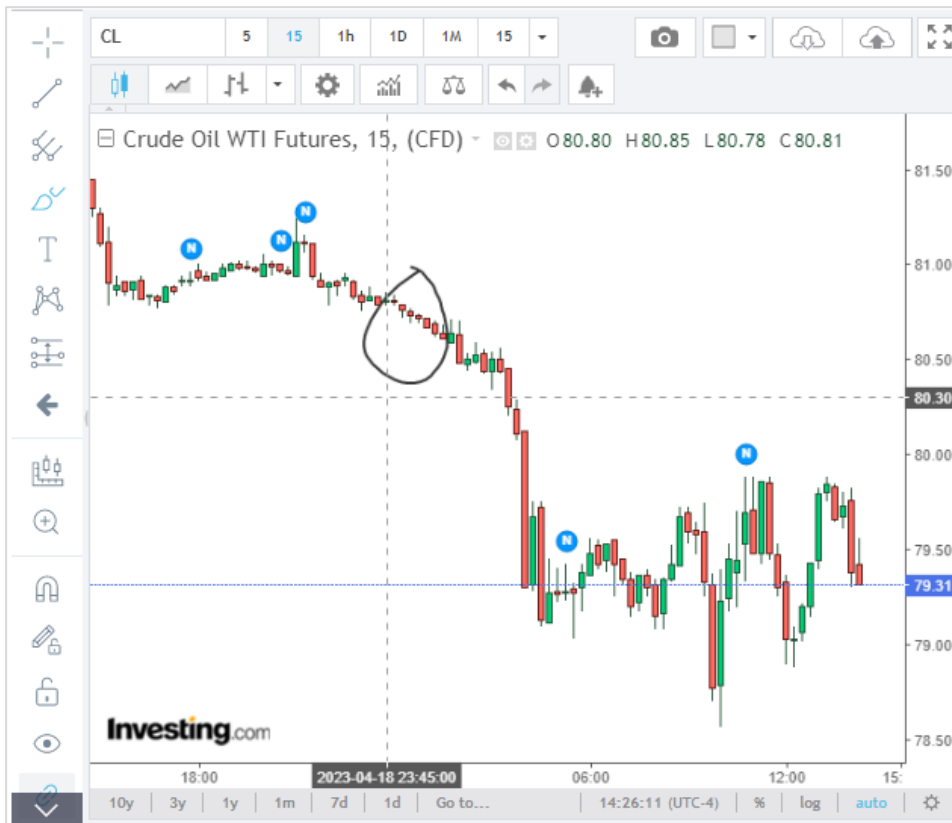 CL 5 15 1h 1D 1M 15
Crude Oil WTI Futures, 15, (CFD) O80.80 H80.85 L80.78 C80.81
N
N
N
N
N
T
81.50
81.00
80.50
80.30
80.00
79.50
79.31
79.00
78.50
Investing.com
18:00 2023-04-18 23:45:00 06:00 12:00 15:
10y 3y 1y 1m 7d 1d Go to... 14:26:11 (UTC-4) % log auto